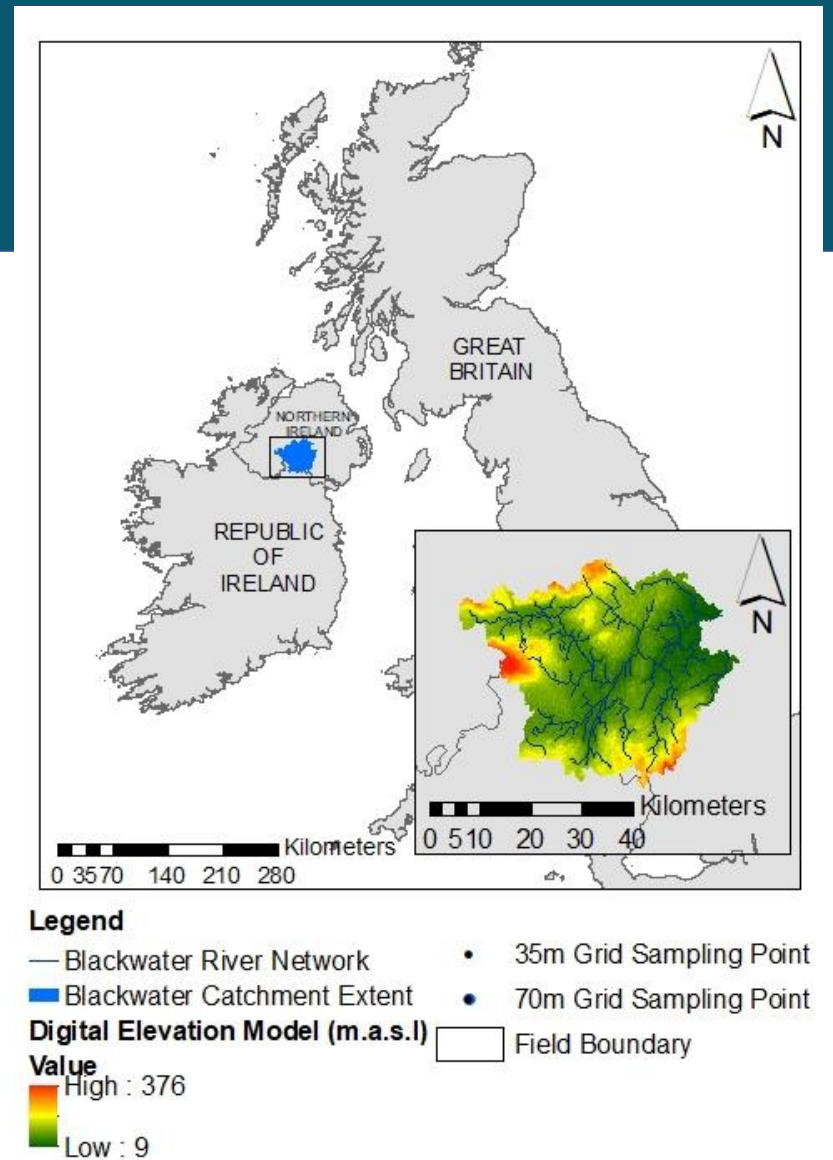 N
GREAT
BRITAIN
NORTHERN
IRELAND
REPUBLIC
OF
IRELAND
N
Kilometers
0 5 10 20 30 40
Kilometers
0 35 70 140 210 280
Legend
Blackwater River Network
Blackwater Catchment Extent
Digital Elevation Model (m.a.s.l)
Value
High : 376
Low : 9
35m Grid Sampling Point
70m Grid Sampling Point
Field Boundary